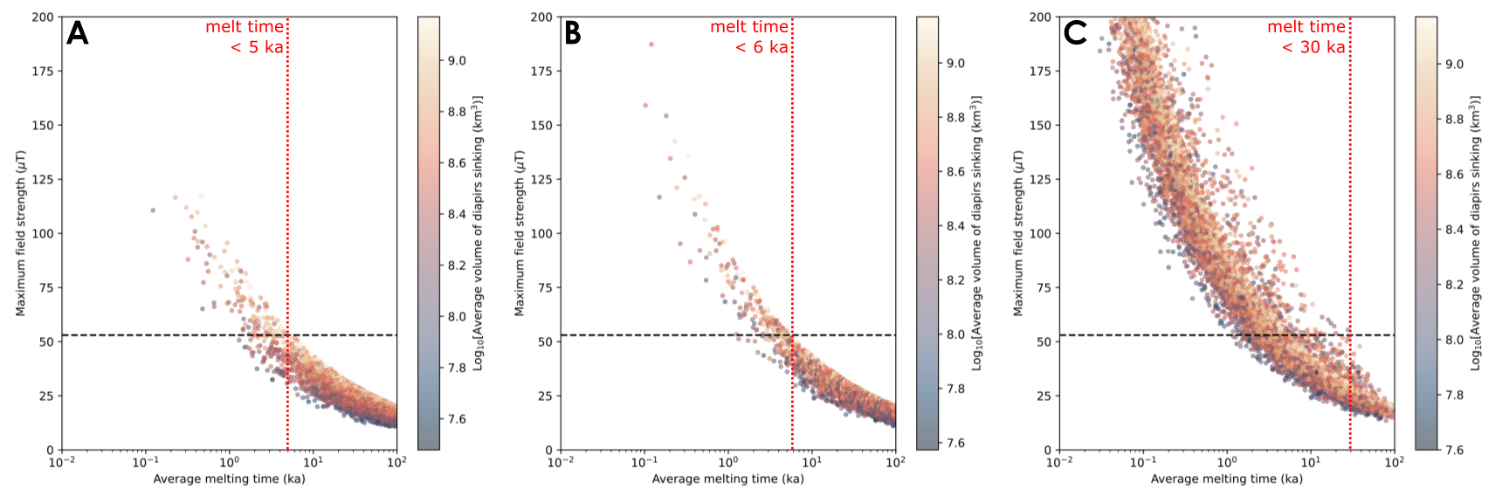 A
200
175
150
125
100
75
50
25
0
Maximum field strength (μT)
melt time
< 5 ka
10⁻² 10⁻¹ 10⁰ 10¹ 10²
Average melting time (ka)
9.0
8.8
8.6
8.4
8.2
8.0
7.8
7.6
Log₁₀[Average volume of diapirs sinking (km³)]
B
200
175
150
125
100
75
50
25
0
Maximum field strength (μT)
melt time
< 6 ka
10⁻² 10⁻¹ 10⁰ 10¹ 10²
Average melting time (ka)
9.0
8.8
8.6
8.4
8.2
8.0
7.8
7.6
Log₁₀[Average volume of diapirs sinking (km³)]
C
200
175
150
125
100
75
50
25
0
Maximum field strength (μT)
melt time
< 30 ka
10⁻² 10⁻¹ 10⁰ 10¹ 10²
Average melting time (ka)
9.0
8.8
8.6
8.4
8.2
8.0
7.8
7.6
Log₁₀[Average volume of diapirs sinking (km³)]